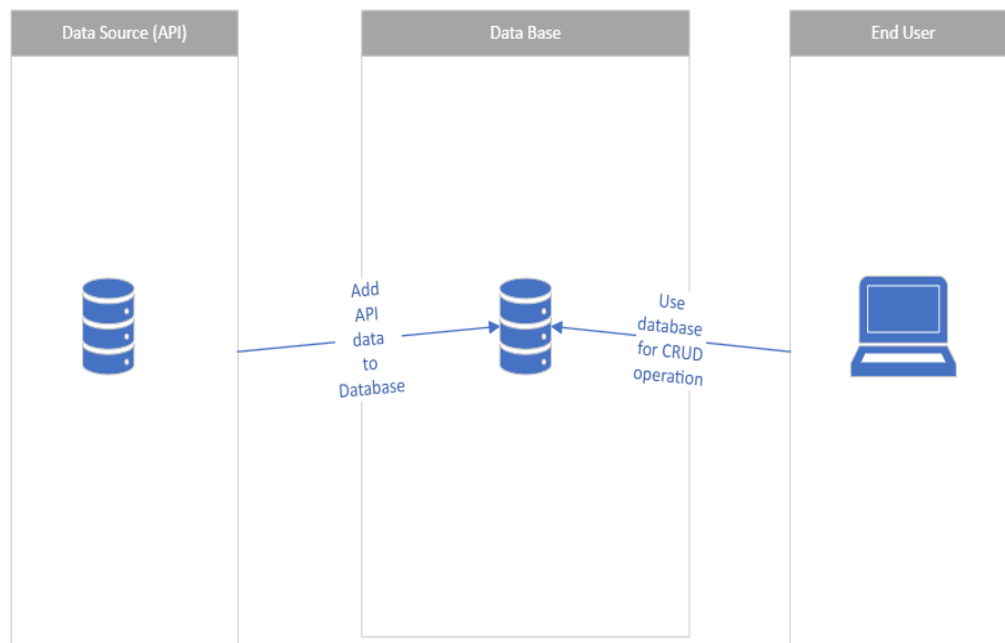 Data Source (API)
Data Base
End User
Add
API
data
to
Database
Use
database
for CRUD
operation